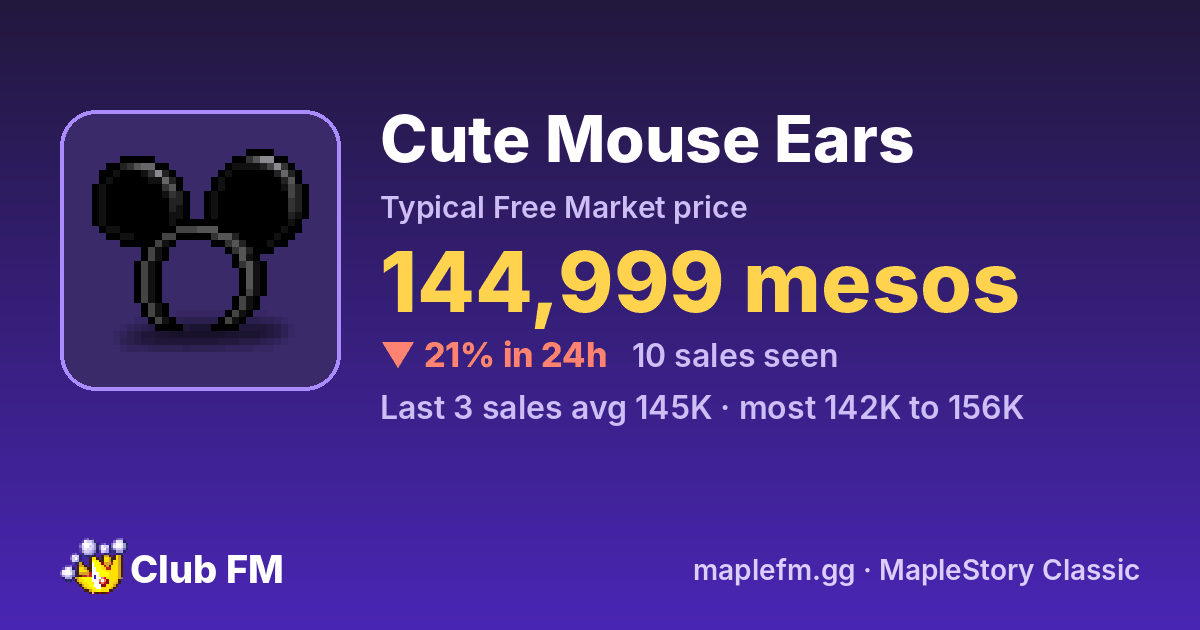 Cute Mouse Ears
Typical Free Market price
144,999 mesos
▼ 21% in 24h 10 sales seen
Last 3 sales avg 145K · most 142K to 156K
Club FM
maplefm.gg · MapleStory Classic